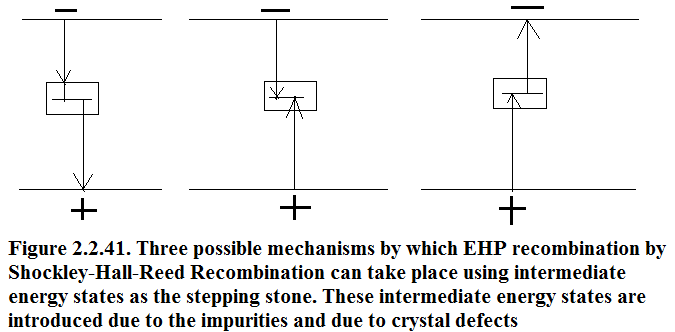 Figure 2.2.41. Three possible mechanisms by which EHP recombination by
Shockley-Hall-Reed Recombination can take place using intermediate
energy states as the stepping stone. These intermediate energy states are
introduced due to the impurities and due to crystal defects